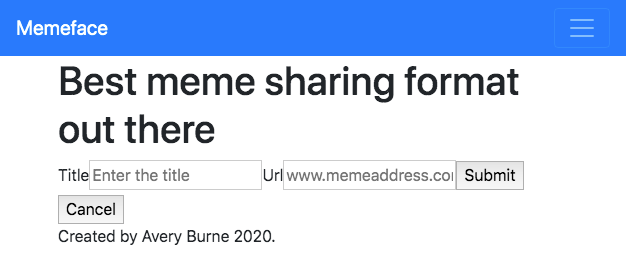 Memeface
Best meme sharing format
out there
Title Enter the title Url www.memeaddress.co Submit
Cancel
Created by Avery Burne 2020.